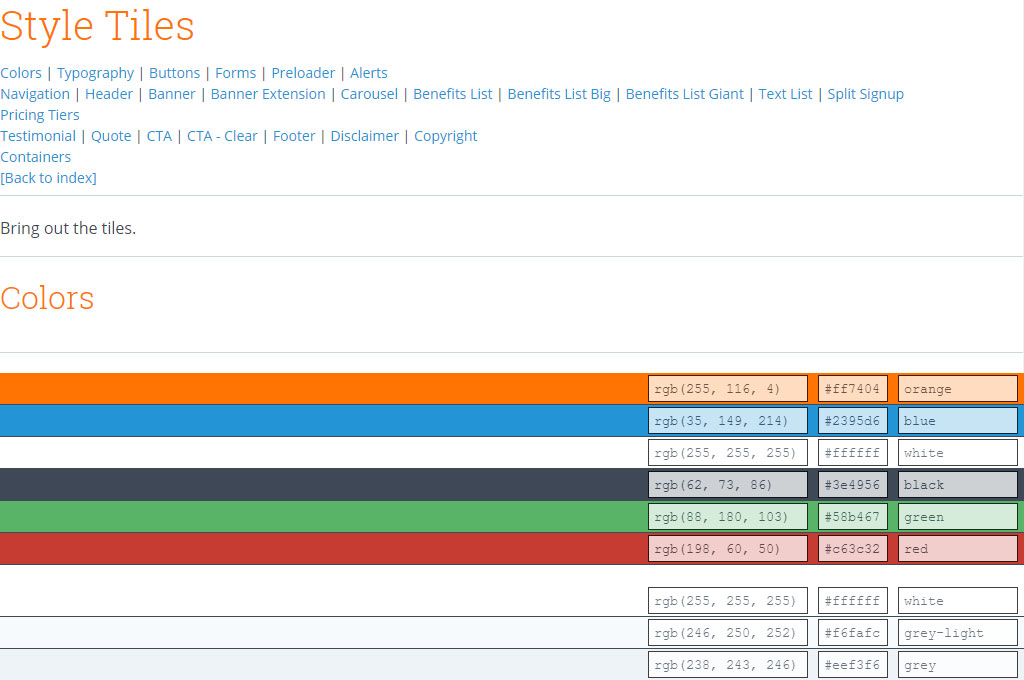 Style Tiles
Colors | Typography | Buttons | Forms | Preloader | Alerts
Navigation | Header | Banner | Banner Extension | Carousel | Benefits List | Benefits List Big | Benefits List Giant | Text List | Split Signup
Pricing Tiers
Testimonial | Quote | CTA | CTA - Clear | Footer | Disclaimer | Copyright
Containers
[Back to index]
Bring out the tiles.
Colors
rgb(255, 116, 4) #ff7404 orange
rgb(35, 149, 214) #2395d6 blue
rgb(255, 255, 255) #ffffff white
rgb(62, 73, 86) #3e4956 black
rgb(88, 180, 103) #58b467 green
rgb(198, 60, 50) #c63c32 red
rgb(255, 255, 255) #ffffff white
rgb(246, 250, 252) #f6fafc grey-light
rgb(238, 243, 246) #eef3f6 grey